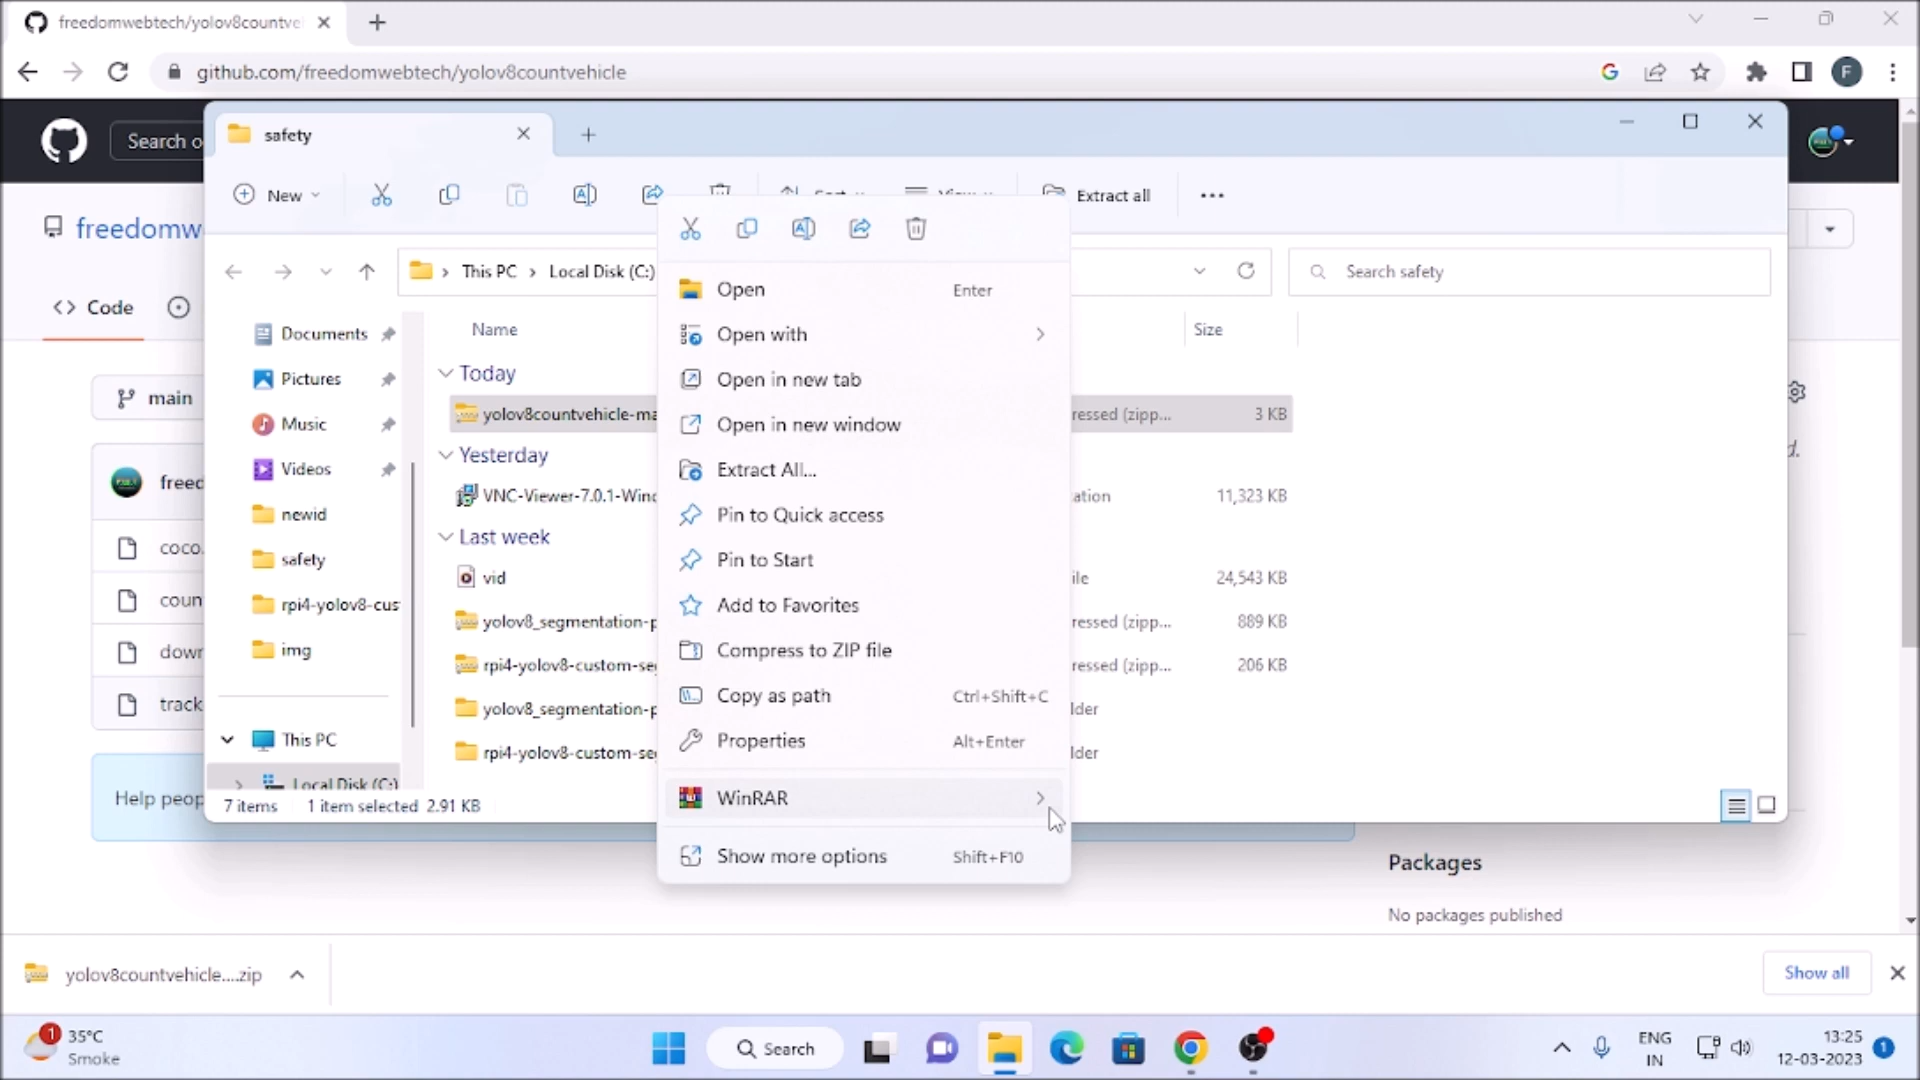 freedomwebtech/yolov8countve
github.com/freedomwebtech/yolov8countvehicle
F
Search o
safety
New
Extract all
freedomw
This PC
Local Disk (C:)
Search safety
Code
main
freed
coco.
coun
dowr
track
Help peop
Documents
Pictures
Music
Videos
newid
safety
rpi4-yolov8-cus
img
This PC
Local Disk (C:)
Name
Size
Today
yolov8countvehicle-ma
ressed (zipp...
3 KB
Yesterday
VNC-Viewer-7.0.1-Winc
ation
11,323 KB
Last week
vid
ile
24,543 KB
yolov8_segmentation-p
ressed (zipp...
889 KB
rpi4-yolov8-custom-se
ressed (zipp...
206 KB
yolov8_segmentation-p
lder
rpi4-yolov8-custom-se
lder
Open Enter
Open with
Open in new tab
Open in new window
Extract All...
Pin to Quick access
Pin to Start
Add to Favorites
Compress to ZIP file
Copy as path Ctrl+Shift+C
Properties Alt+Enter
WinRAR
Show more options Shift+F10
7 items 1 item selected 2.91 KB
d.
Packages
No packages published
yolov8countvehicle....zip
Show all
1
35°C
Smoke
Search
ENG
IN
13:25
12-03-2023
1